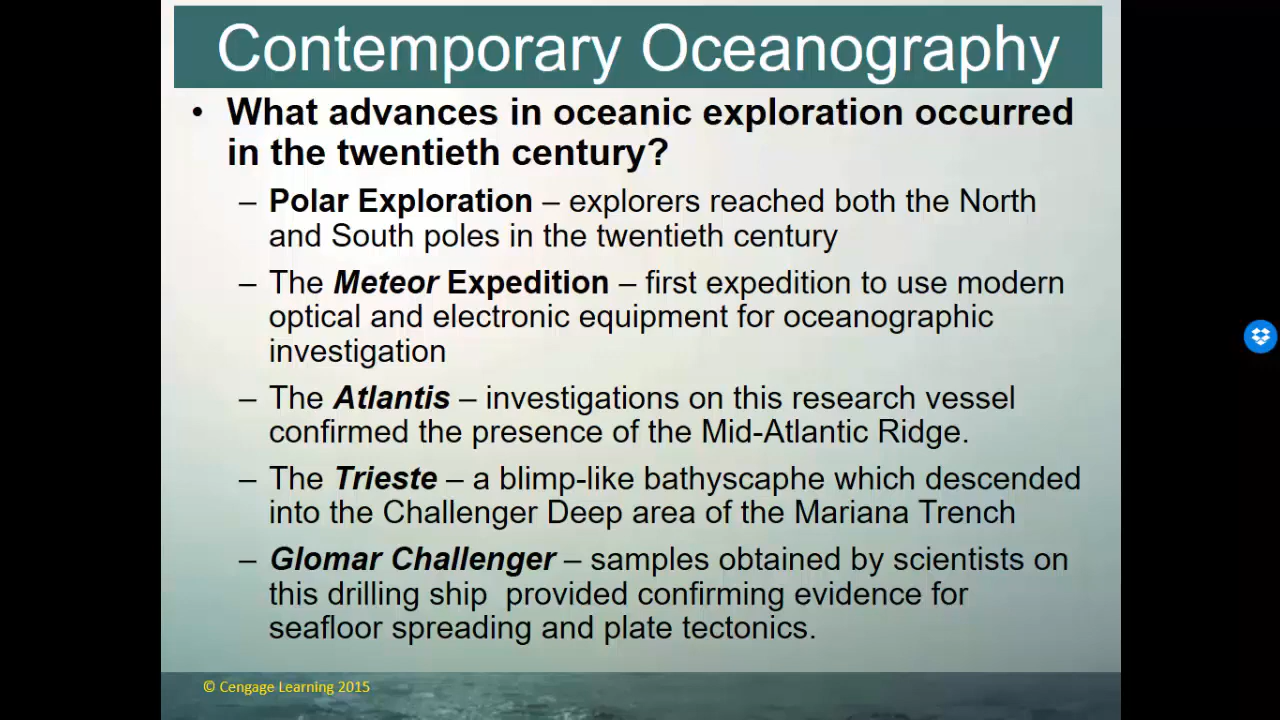 Contemporary Oceanography
• What advances in oceanic exploration occurred
in the twentieth century?
– Polar Exploration – explorers reached both the North
and South poles in the twentieth century
– The Meteor Expedition – first expedition to use modern
optical and electronic equipment for oceanographic
investigation
– The Atlantis – investigations on this research vessel
confirmed the presence of the Mid-Atlantic Ridge.
– The Trieste – a blimp-like bathyscaphe which descended
into the Challenger Deep area of the Mariana Trench
– Glomar Challenger – samples obtained by scientists on
this drilling ship  provided confirming evidence for
seafloor spreading and plate tectonics.
© Cengage Learning 2015